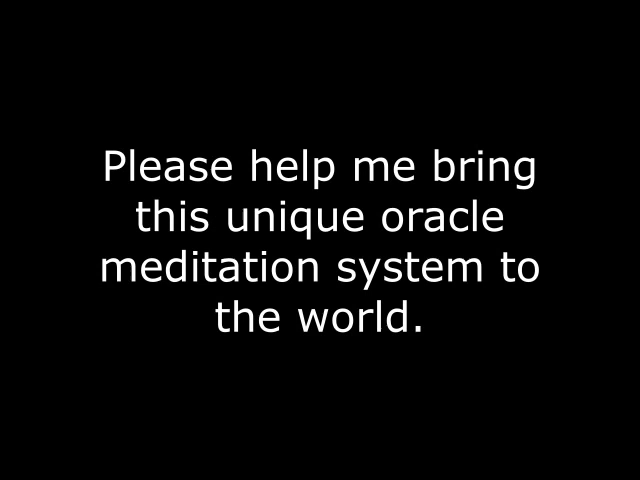 Please help me bring
this unique oracle
meditation system to
the world.